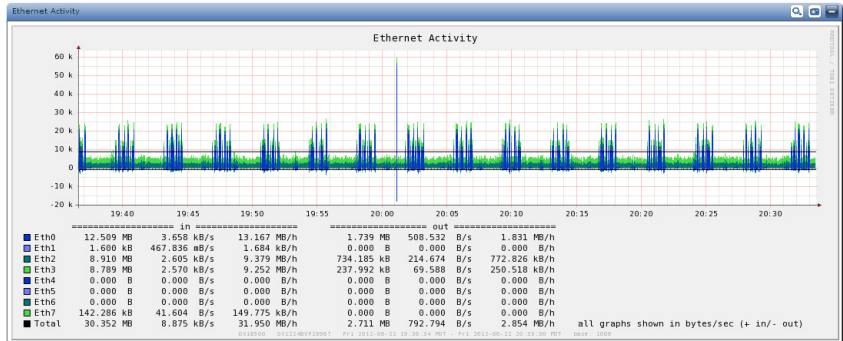 Ethernet Activity
Ethernet Activity
RRDTOOL / TOBI OETIKER
60 k
50 k
40 k
30 k
20 k
10 k
0
-10 k
-20 k
19:40 19:45 19:50 19:55 20:00 20:05 20:10 20:15 20:20 20:25 20:30
==================== in ==================== ==================== out ====================
Eth0 12.509 MB 3.658 kB/s 13.167 MB/h 1.739 MB 508.532 B/s 1.831 MB/h
Eth1 1.600 kB 467.836 mB/s 1.684 kB/h 0.000 B 0.000 B/s 0.000 B/h
Eth2 8.910 MB 2.605 kB/s 9.379 MB/h 734.185 kB 214.674 B/s 772.826 kB/h
Eth3 8.789 MB 2.570 kB/s 9.252 MB/h 237.992 kB 69.588 B/s 250.518 kB/h
Eth4 0.000 B 0.000 B/s 0.000 B/h 0.000 B 0.000 B/s 0.000 B/h
Eth5 0.000 B 0.000 B/s 0.000 B/h 0.000 B 0.000 B/s 0.000 B/h
Eth6 0.000 B 0.000 B/s 0.000 B/h 0.000 B 0.000 B/s 0.000 B/h
Eth7 142.286 kB 41.604 B/s 149.775 kB/h 0.000 B 0.000 B/s 0.000 B/h
Total 30.352 MB 8.875 kB/s 31.950 MB/h 2.711 MB 792.794 B/s 2.854 MB/h all graphs shown in bytes/sec (+ in/- out)